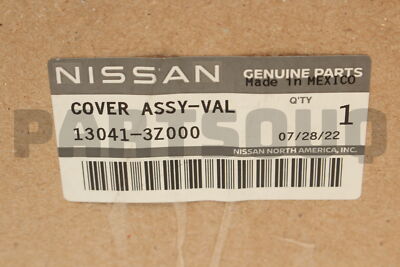 NISSAN GENUINE PARTS
Made in MEXICO
COVER ASSY-VAL Q'TY 1
13041-3Z000 07/28/22
NISSAN NORTH AMERICA, INC.
PARTSOUQ